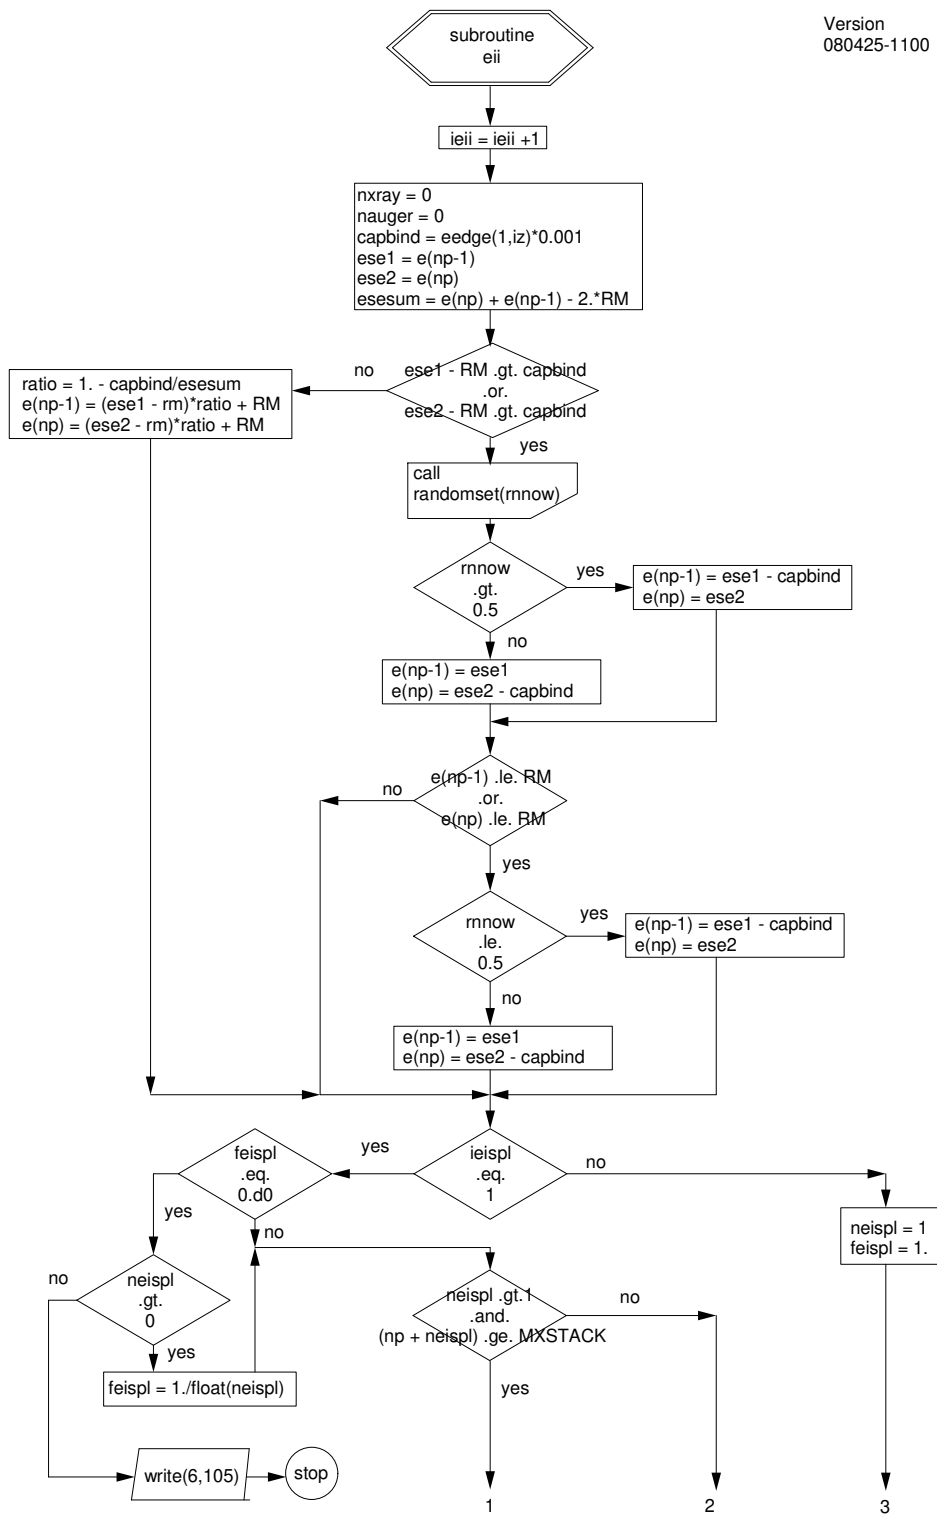 subroutine
eii
Version
080425-1100
ieii = ieii +1
nxray = 0
nauger = 0
capbind = eedge(1,iz)*0.001
ese1 = e(np-1)
ese2 = e(np)
esesum = e(np) + e(np-1) - 2.*RM
ese1 - RM .gt. capbind
.or.
ese2 - RM .gt. capbind
no
ratio = 1. - capbind/esesum
e(np-1) = (ese1 - rm)*ratio + RM
e(np) = (ese2 - rm)*ratio + RM
yes
call
randomset(rnnow)
rnnow
.gt.
0.5
yes
e(np-1) = ese1 - capbind
e(np) = ese2
no
e(np-1) = ese1
e(np) = ese2 - capbind
e(np-1) .le. RM
.or.
e(np) .le. RM
no
yes
rnnow
.le.
0.5
yes
e(np-1) = ese1 - capbind
e(np) = ese2
no
e(np-1) = ese1
e(np) = ese2 - capbind
ieispl
.eq.
1
yes
no
feispl
.eq.
0.d0
yes
no
neispl = 1
feispl = 1.
neispl
.gt.
0
no
yes
feispl = 1./float(neispl)
neispl .gt.1
.and.
(np + neispl) .ge. MXSTACK
no
yes
write(6,105)
stop
1
2
3